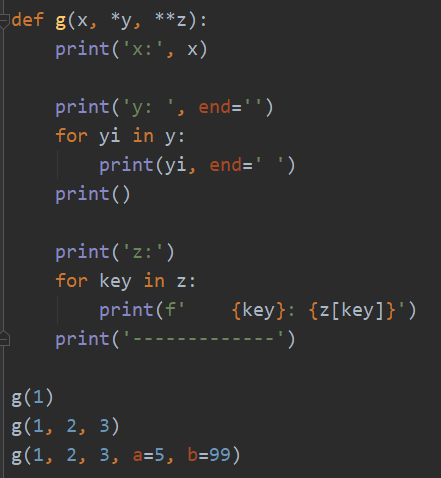 def g(x, *y, **z):
    print('x:', x)

    print('y: ', end='')
    for yi in y:
        print(yi, end=' ')
    print()

    print('z:')
    for key in z:
        print(f'    {key}: {z[key]}')
    print('-------------')

g(1)
g(1, 2, 3)
g(1, 2, 3, a=5, b=99)